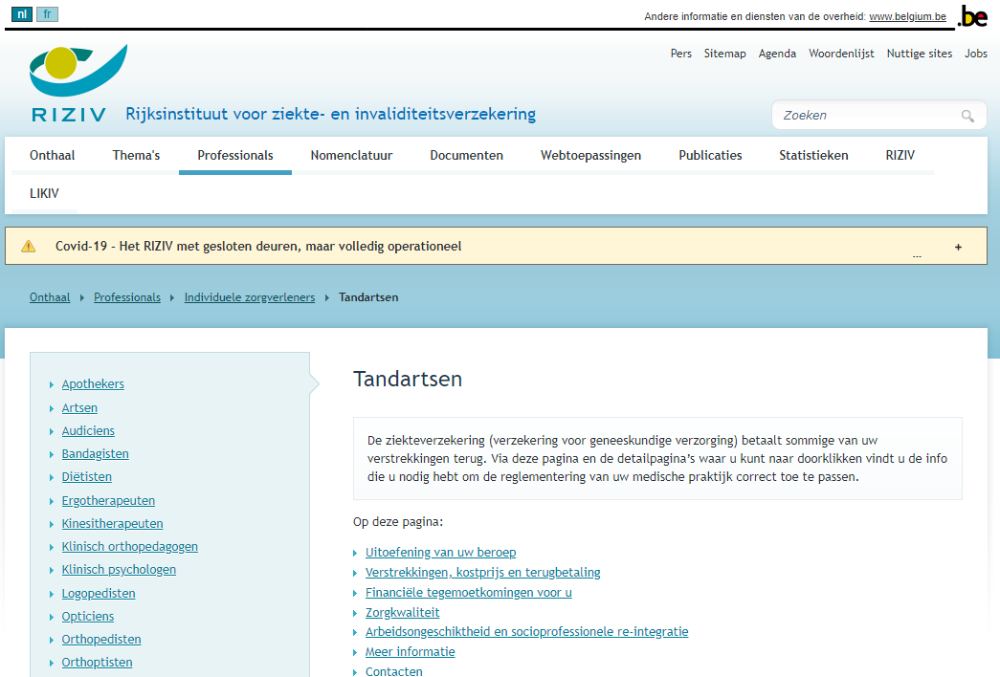 nl fr
Andere informatie en diensten van de overheid: www.belgium.be
.be
Pers Sitemap Agenda Woordenlijst Nuttige sites Jobs
RIZIV Rijksinstituut voor ziekte- en invaliditeitsverzekering
Zoeken
Onthaal Thema's Professionals Nomenclatuur Documenten Webtoepassingen Publicaties Statistieken RIZIV
LIKIV
Covid-19 - Het RIZIV met gesloten deuren, maar volledig operationeel
... +
Onthaal Professionals Individuele zorgverleners Tandartsen
Apothekers
Artsen
Audiciens
Bandagisten
Diëtisten
Ergotherapeuten
Kinesitherapeuten
Klinisch orthopedagogen
Klinisch psychologen
Logopedisten
Opticiens
Orthopedisten
Orthoptisten
Tandartsen
De ziekteverzekering (verzekering voor geneeskundige verzorging) betaalt sommige van uw
verstrekkingen terug. Via deze pagina en de detailpagina's waar u kunt naar doorklikken vindt u de info
die u nodig hebt om de reglementering van uw medische praktijk correct toe te passen.
Op deze pagina:
Uitoefening van uw beroep
Verstrekkingen, kostprijs en terugbetaling
Financiële tegemoetkomingen voor u
Zorgkwaliteit
Arbeidsongeschiktheid en socioprofessionele re-integratie
Meer informatie
Contacten